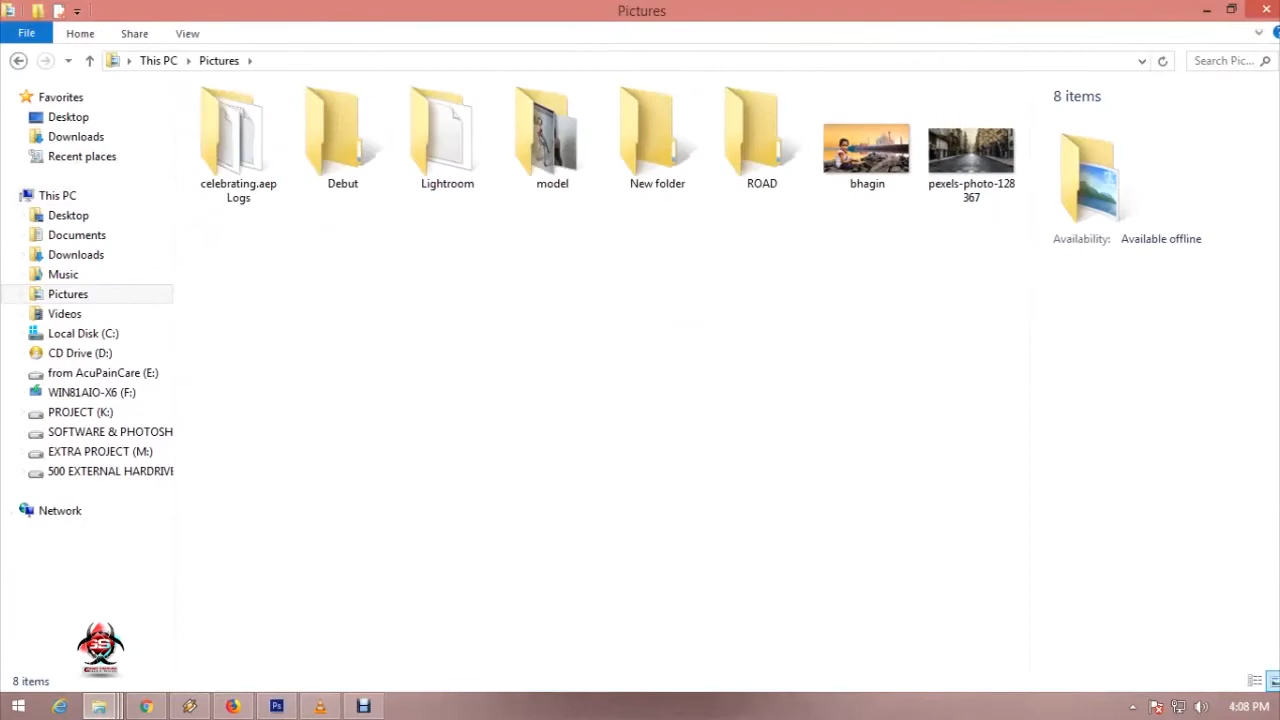 Pictures
File
Home
Share
View
This PC
Pictures
Search Pic...
Favorites
Desktop
Downloads
Recent places
This PC
Desktop
Documents
Downloads
Music
Pictures
Videos
Local Disk (C:)
CD Drive (D:)
from AcuPainCare (E:)
WIN81AIO-X6 (F:)
PROJECT (K:)
SOFTWARE & PHOTOSH
EXTRA PROJECT (M:)
500 EXTERNAL HARDRIVE
Network
celebrating.aep
Logs
Debut
Lightroom
model
New folder
ROAD
bhagin
pexels-photo-128
367
8 items
Availability: Available offline
8 items
Ps
4:08 PM